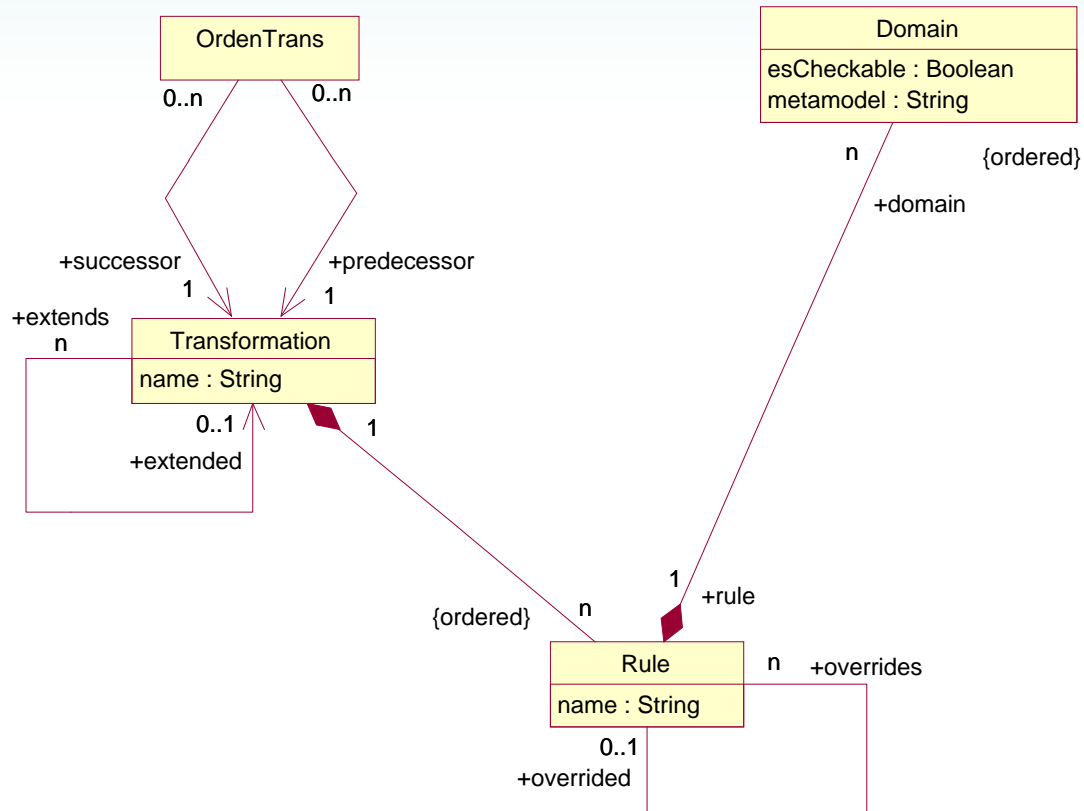 OrdenTrans
Domain
esCheckable : Boolean
metamodel : String
0..n
0..n
n
{ordered}
+domain
+successor
+predecessor
1
1
+extends
n
Transformation
name : String
0..1
1
+extended
1
+rule
{ordered}
n
Rule
name : String
n
+overrides
0..1
+overrided